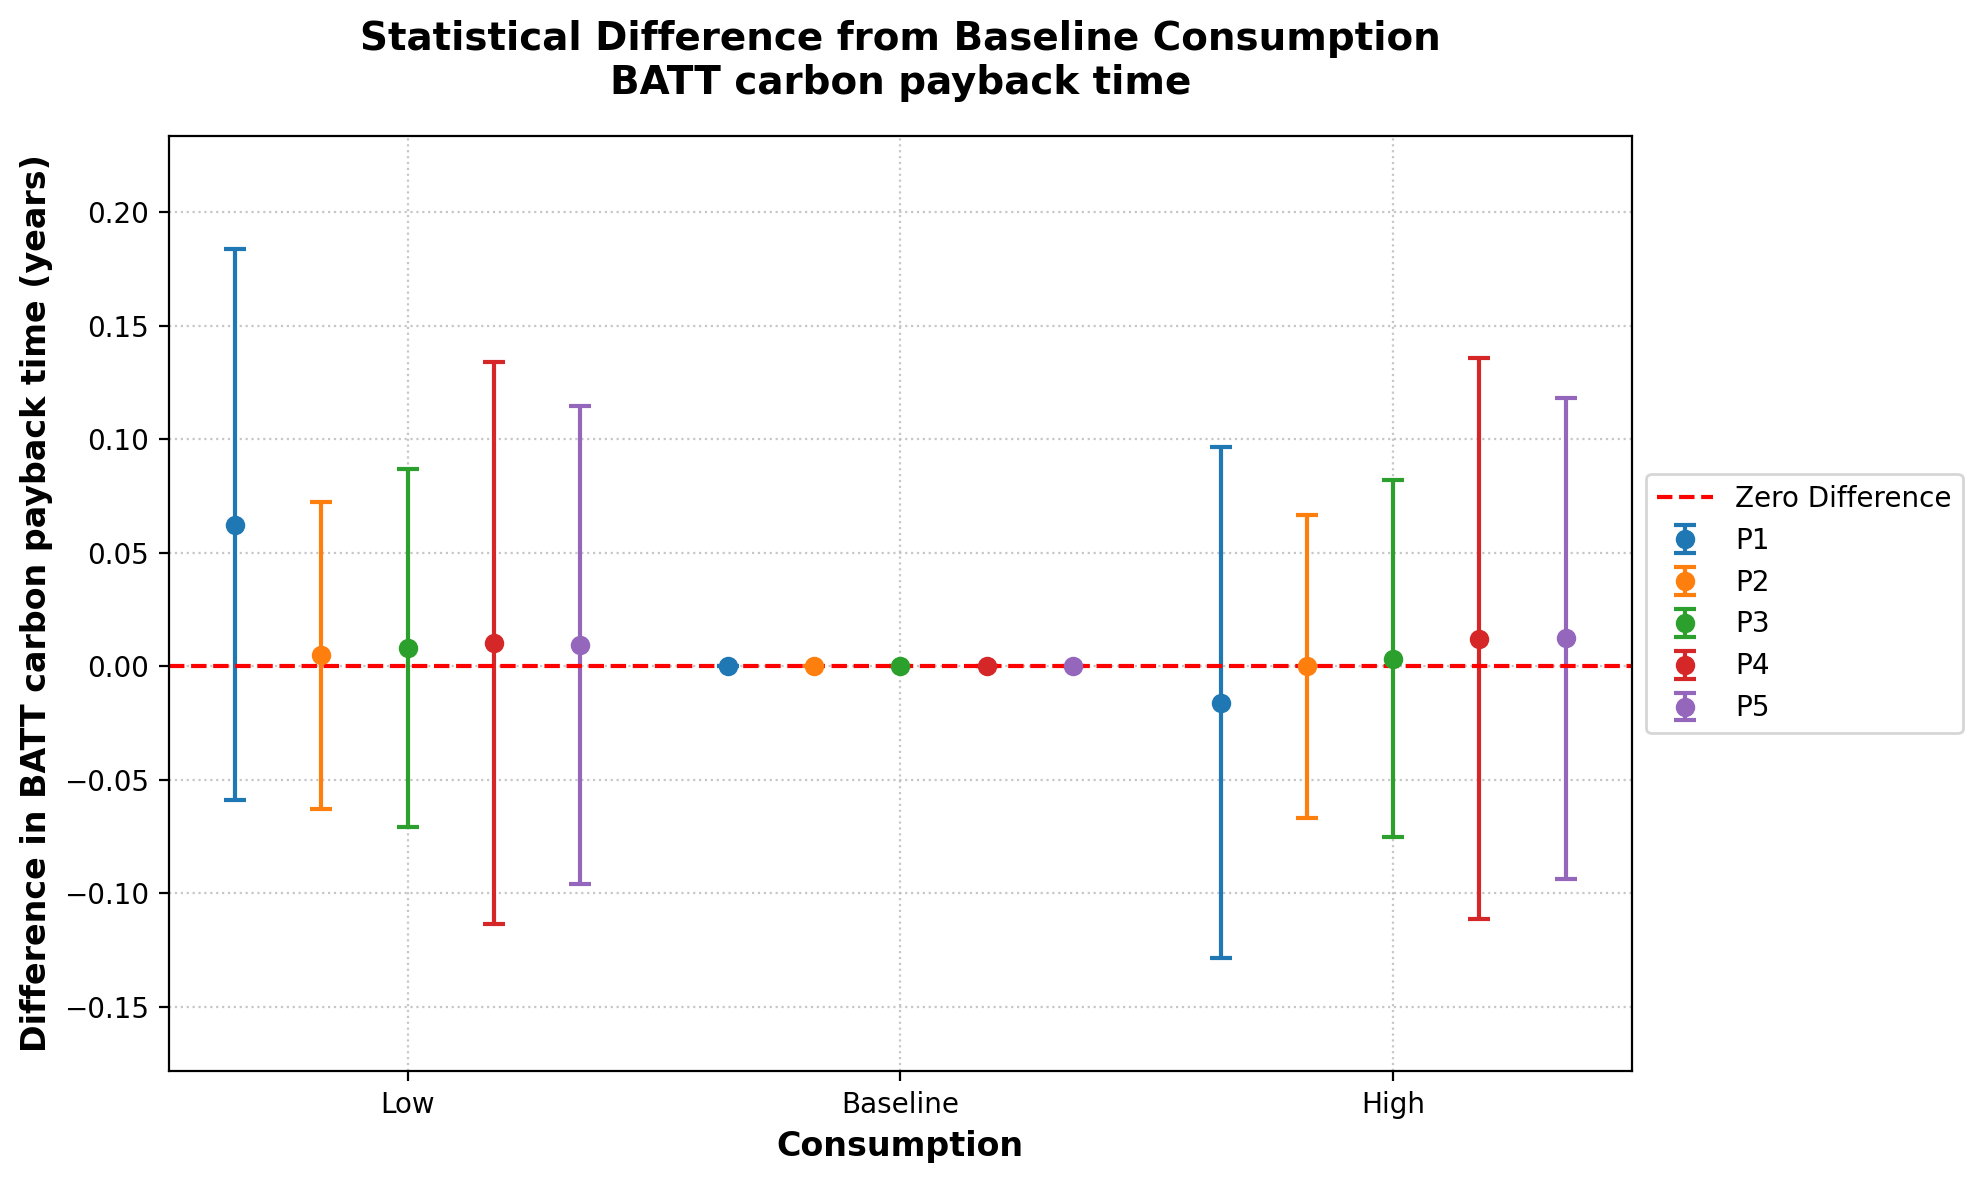 Statistical Difference from Baseline Consumption
BATT carbon payback time
Difference in BATT carbon payback time (years)
0.20
0.15
0.10
0.05
0.00
−0.05
−0.10
−0.15
Low
Baseline
High
Consumption
Zero Difference
P1
P2
P3
P4
P5